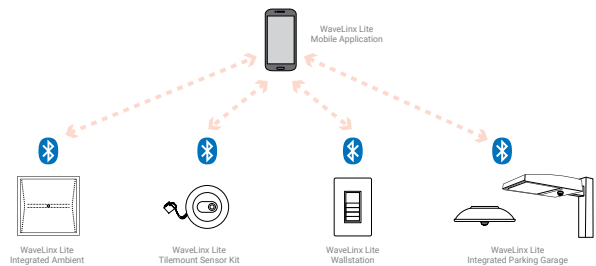 WaveLinx Lite
Mobile Application
WaveLinx Lite
Integrated Ambient
WaveLinx Lite
Tilemount Sensor Kit
WaveLinx Lite
Wallstation
WaveLinx Lite
Integrated Parking Garage